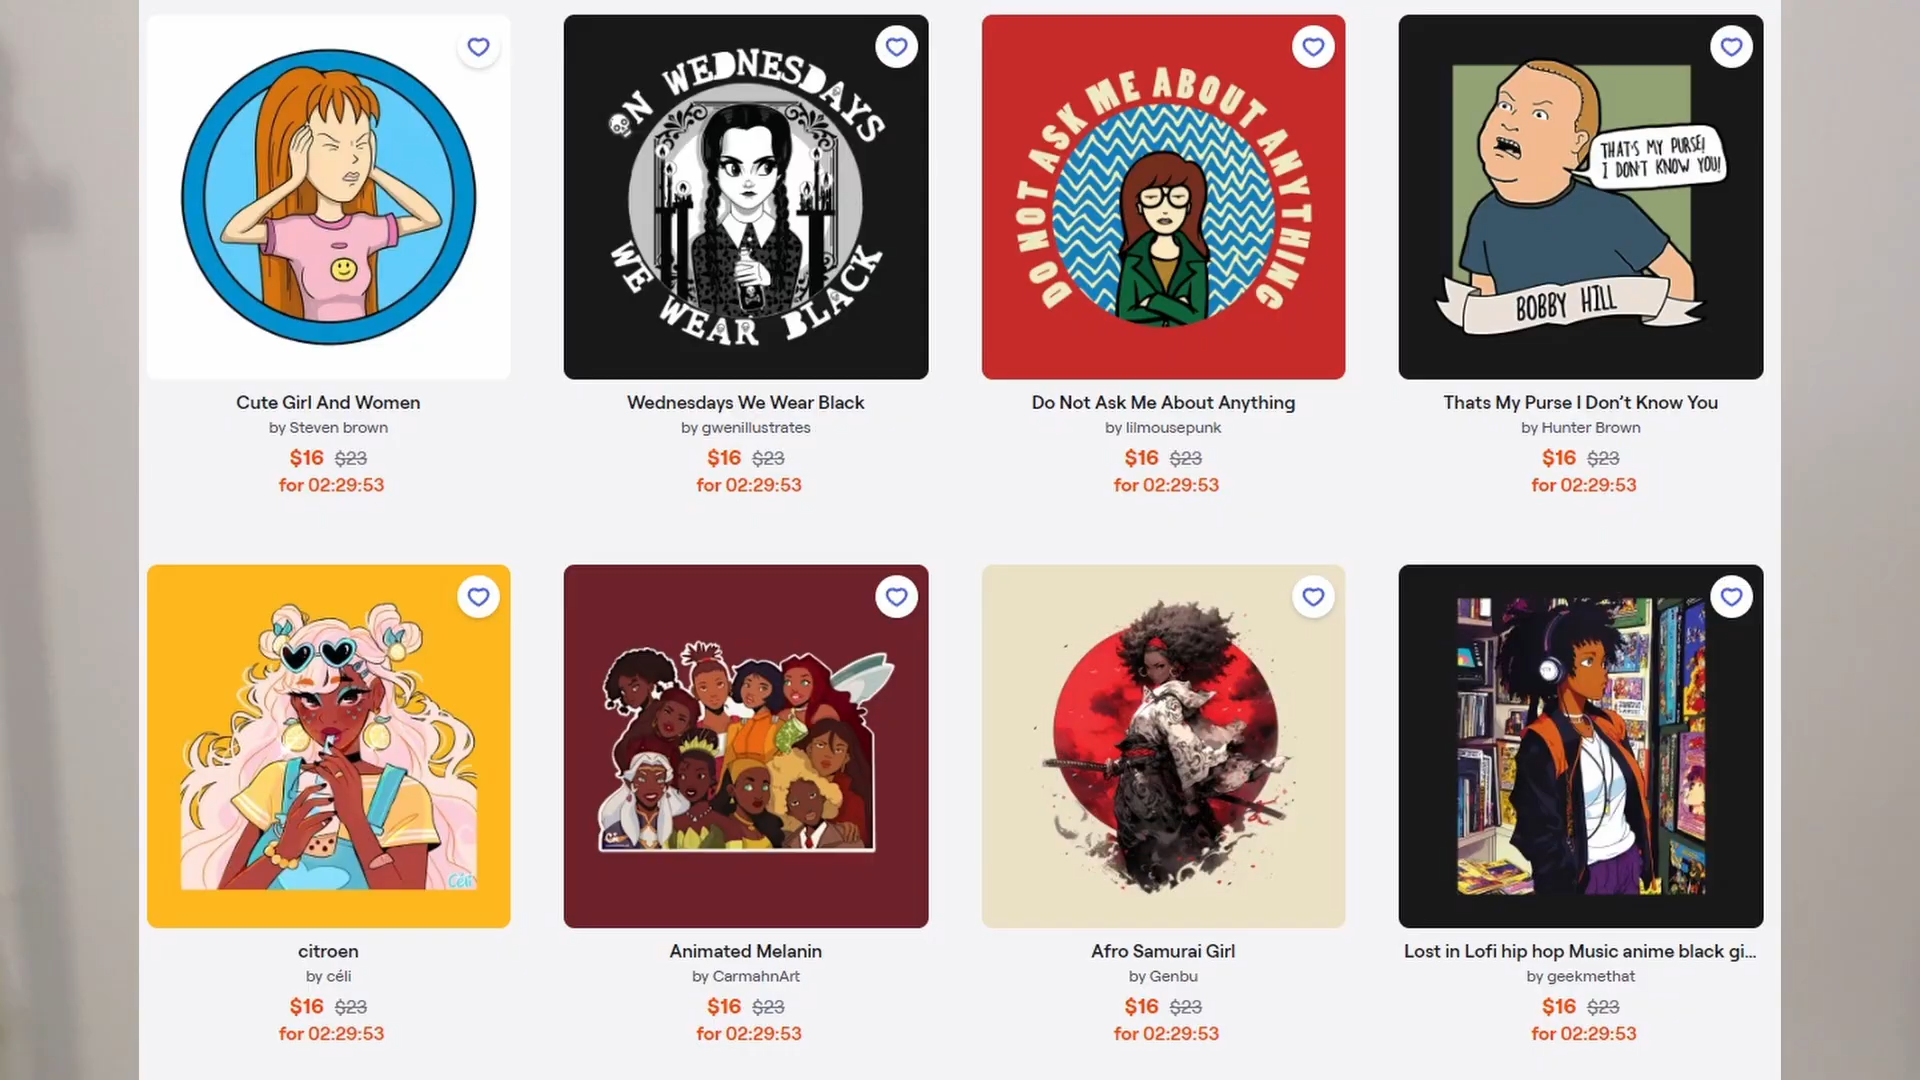 ON WEDNESDAYS
WE WEAR BLACK
DO NOT ASK ME ABOUT ANYTHING
THAT'S MY PURSE!
I DON'T KNOW YOU!
BOBBY HILL
Cute Girl And Women
by Steven brown
$16 $23
for 02:29:53
Wednesdays We Wear Black
by gwenillustrates
$16 $23
for 02:29:53
Do Not Ask Me About Anything
by lilmousepunk
$16 $23
for 02:29:53
Thats My Purse I Don’t Know You
by Hunter Brown
$16 $23
for 02:29:53
Céli
citroen
by céli
$16 $23
for 02:29:53
Animated Melanin
by CarmahnArt
$16 $23
for 02:29:53
Afro Samurai Girl
by Genbu
$16 $23
for 02:29:53
Lost in Lofi hip hop Music anime black gi...
by geekmethat
$16 $23
for 02:29:53